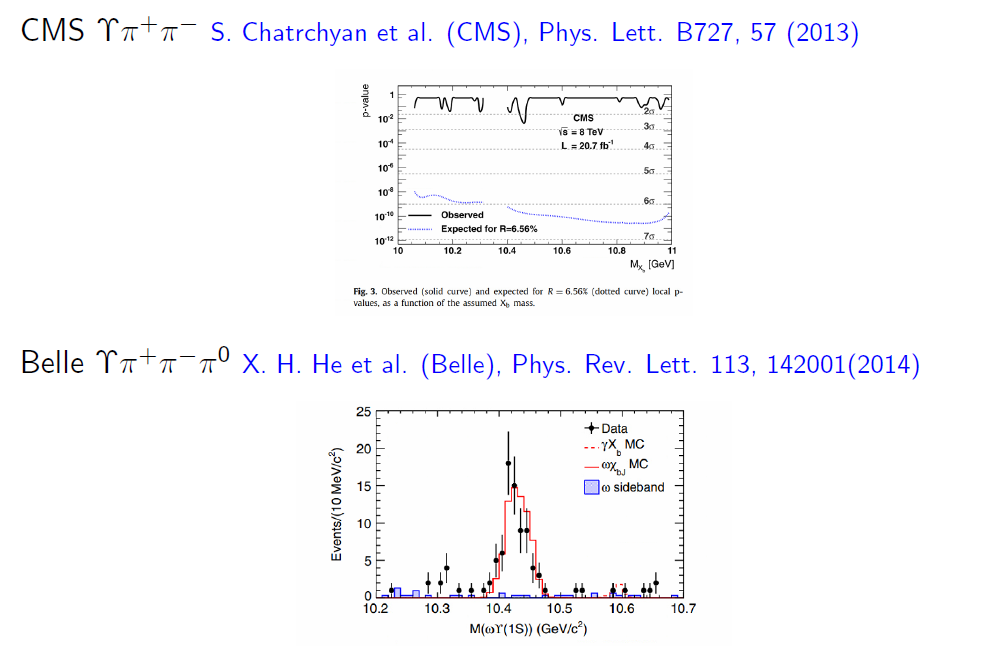 CMS ϒπ⁺π⁻ S. Chatrchyan et al. (CMS), Phys. Lett. B727, 57 (2013)
p-value
1
10⁻²
10⁻⁴
10⁻⁶
10⁻⁸
10⁻¹⁰
10⁻¹²
2σ
3σ
4σ
5σ
6σ
7σ
CMS
√s = 8 TeV
L = 20.7 fb⁻¹
Observed
Expected for R=6.56%
10 10.2 10.4 10.6 10.8 11
M_{X_b} [GeV]
Fig. 3. Observed (solid curve) and expected for R = 6.56% (dotted curve) local p-
values, as a function of the assumed X_b mass.
Belle ϒπ⁺π⁻π⁰ X. H. He et al. (Belle), Phys. Rev. Lett. 113, 142001(2014)
Events/(10 MeV/c²)
25
20
15
10
5
0
Data
γX_b MC
ωχ_{bJ} MC
ω sideband
10.2 10.3 10.4 10.5 10.6 10.7
M(ωϒ(1S)) (GeV/c²)